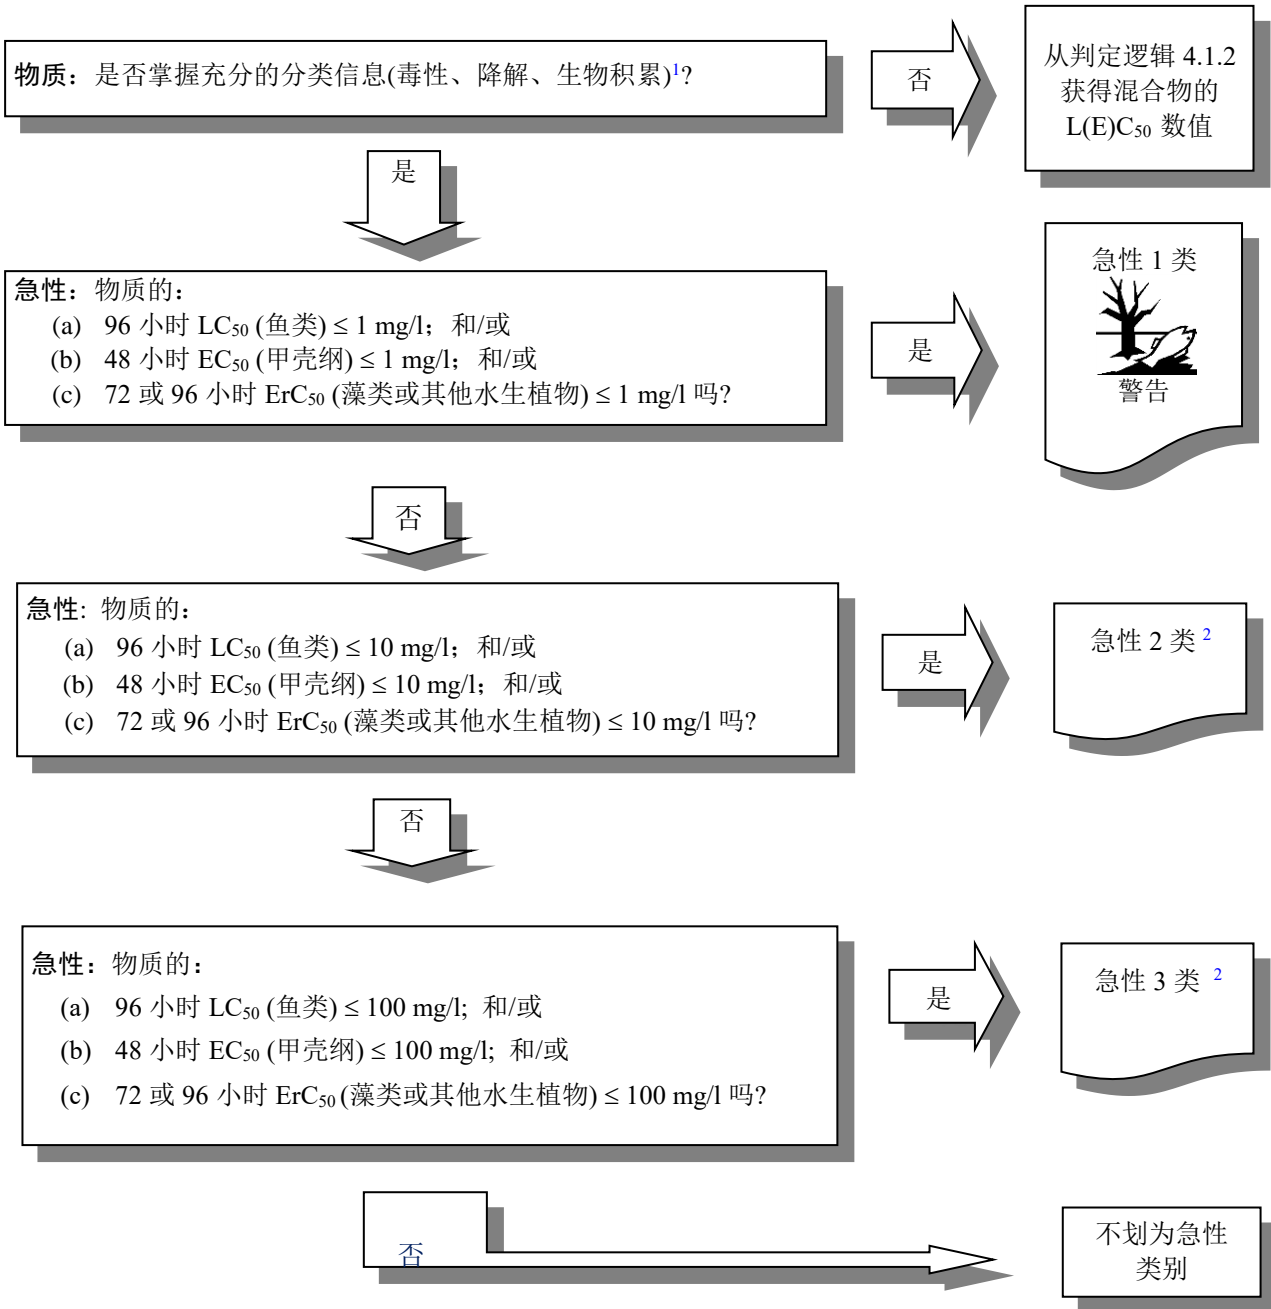 物质：是否掌握充分的分类信息(毒性、降解、生物积累)¹?
否
从判定逻辑 4.1.2
获得混合物的
L(E)C₅₀ 数值
是
急性：物质的：
(a) 96 小时 LC₅₀ (鱼类) ≤ 1 mg/l；和/或
(b) 48 小时 EC₅₀ (甲壳纲) ≤ 1 mg/l；和/或
(c) 72 或 96 小时 ErC₅₀ (藻类或其他水生植物) ≤ 1 mg/l 吗?
是
急性 1 类
警告
否
急性: 物质的：
(a) 96 小时 LC₅₀ (鱼类) ≤ 10 mg/l；和/或
(b) 48 小时 EC₅₀ (甲壳纲) ≤ 10 mg/l；和/或
(c) 72 或 96 小时 ErC₅₀ (藻类或其他水生植物) ≤ 10 mg/l 吗?
是
急性 2 类 ²
否
急性：物质的：
(a) 96 小时 LC₅₀ (鱼类) ≤ 100 mg/l; 和/或
(b) 48 小时 EC₅₀ (甲壳纲) ≤ 100 mg/l; 和/或
(c) 72 或 96 小时 ErC₅₀ (藻类或其他水生植物) ≤ 100 mg/l 吗?
是
急性 3 类 ²
否
不划为急性
类别